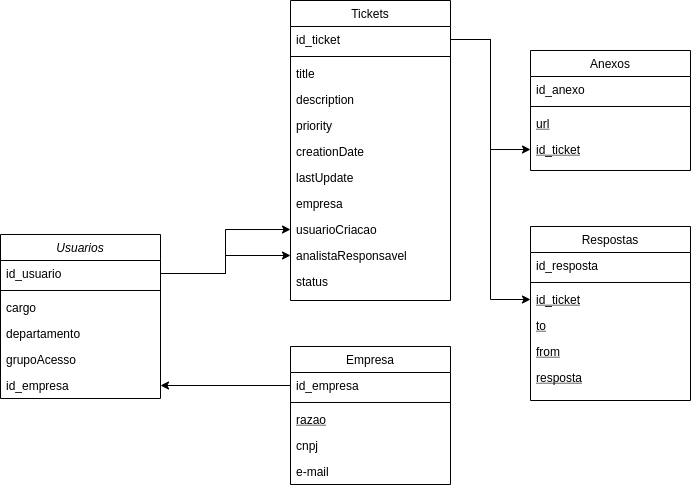 Tickets
id_ticket
title
description
priority
creationDate
lastUpdate
empresa
usuarioCriacao
analistaResponsavel
status
Anexos
id_anexo
url
id_ticket
Usuarios
id_usuario
cargo
departamento
grupoAcesso
id_empresa
Respostas
id_resposta
id_ticket
to
from
resposta
Empresa
id_empresa
razao
cnpj
e-mail